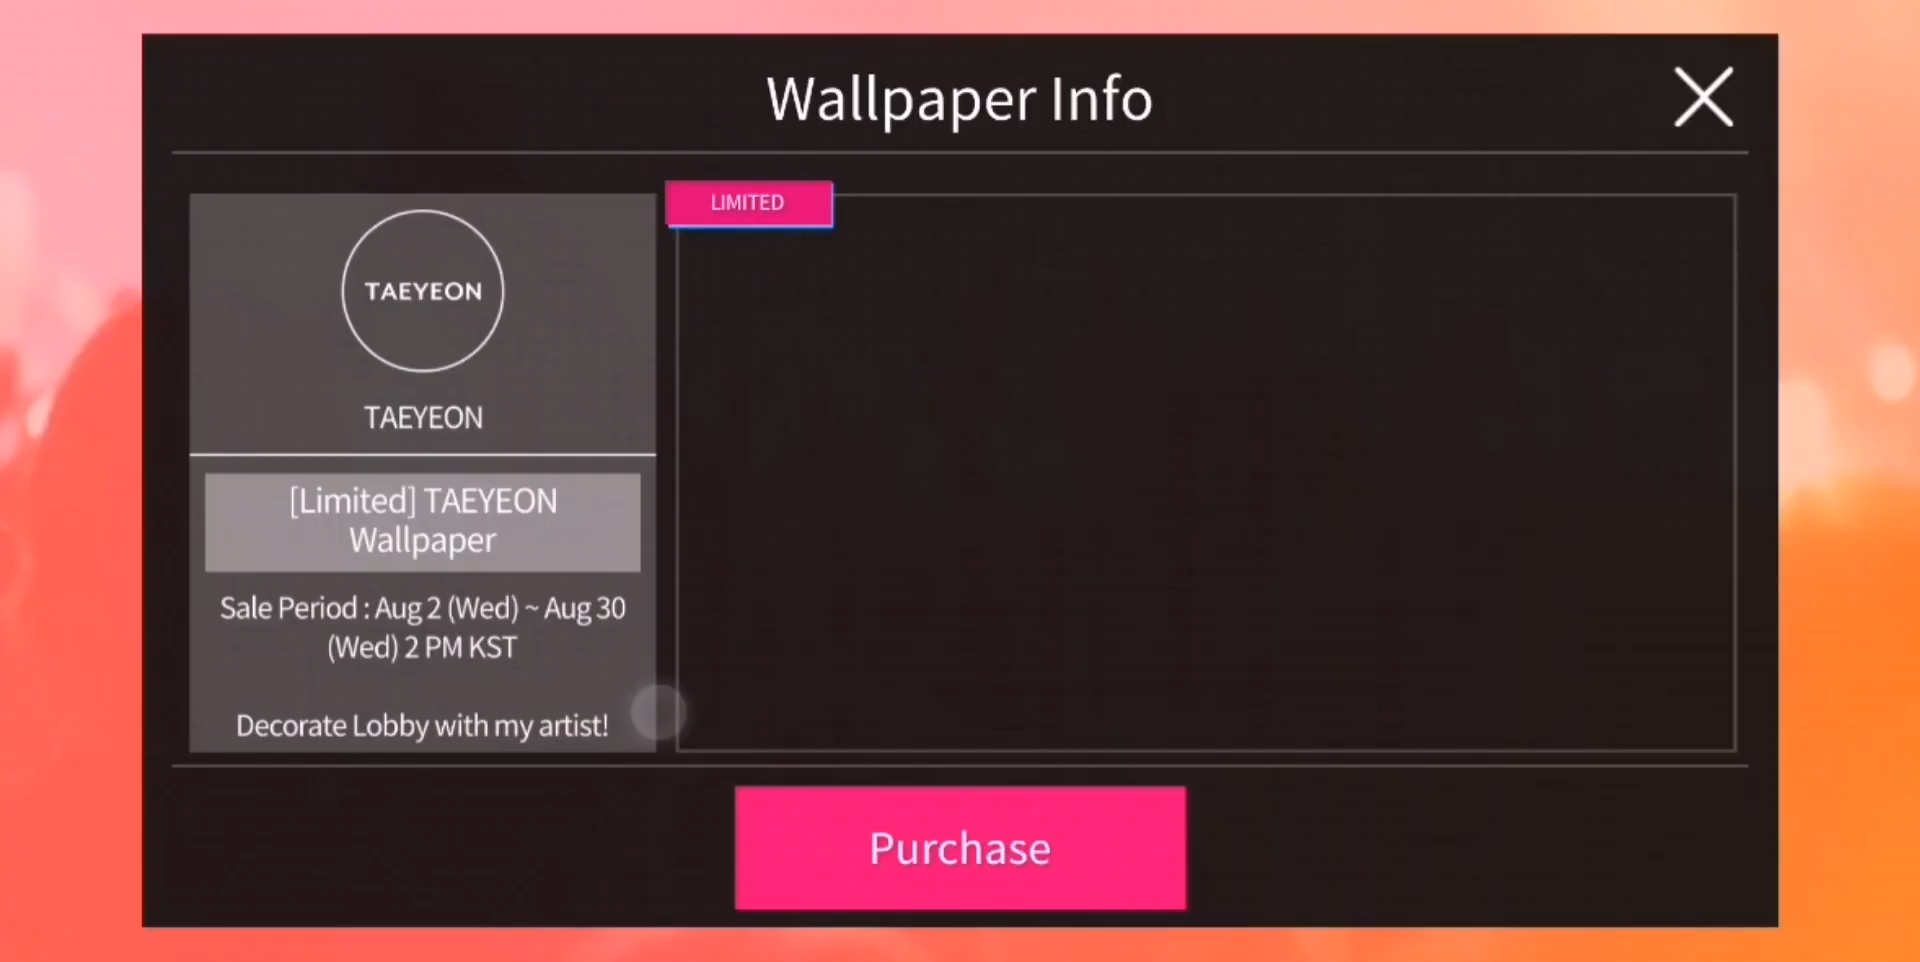 Wallpaper Info
LIMITED
TAEYEON
TAEYEON
[Limited] TAEYEON
Wallpaper
Sale Period : Aug 2 (Wed) ~ Aug 30
(Wed) 2 PM KST
Decorate Lobby with my artist!
Purchase